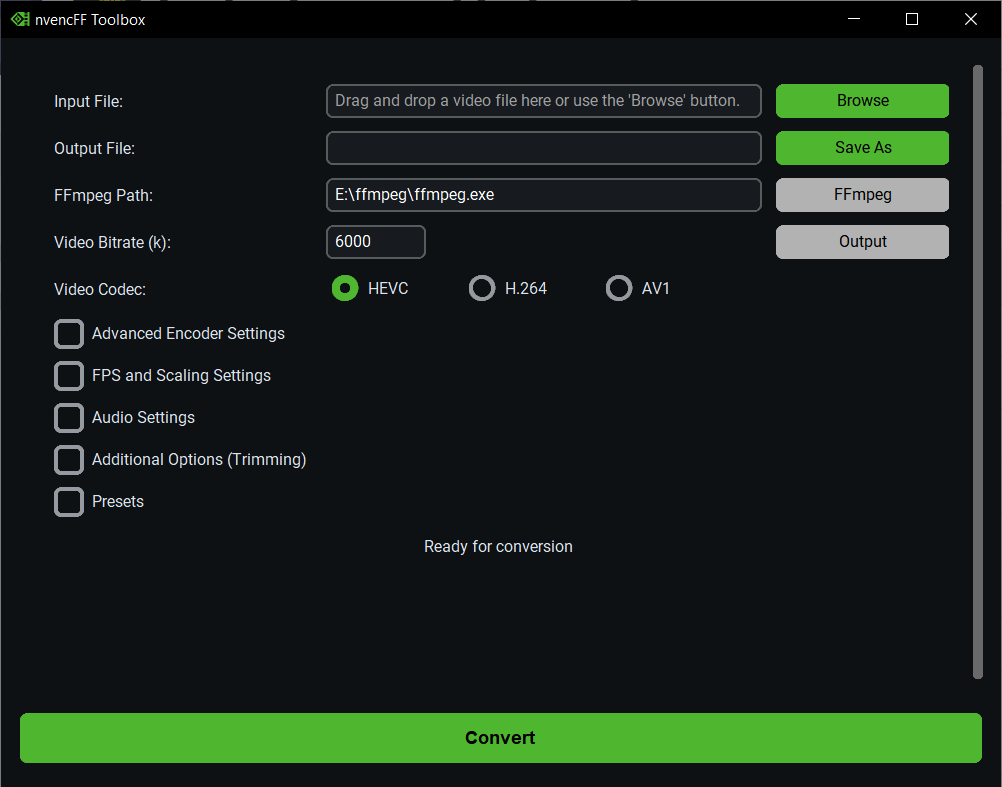 nvencFF Toolbox
Input File: Drag and drop a video file here or use the 'Browse' button. Browse
Output File: Save As
FFmpeg Path: E:\ffmpeg\ffmpeg.exe FFmpeg
Video Bitrate (k): 6000 Output
Video Codec: HEVC H.264 AV1
Advanced Encoder Settings
FPS and Scaling Settings
Audio Settings
Additional Options (Trimming)
Presets
Ready for conversion
Convert